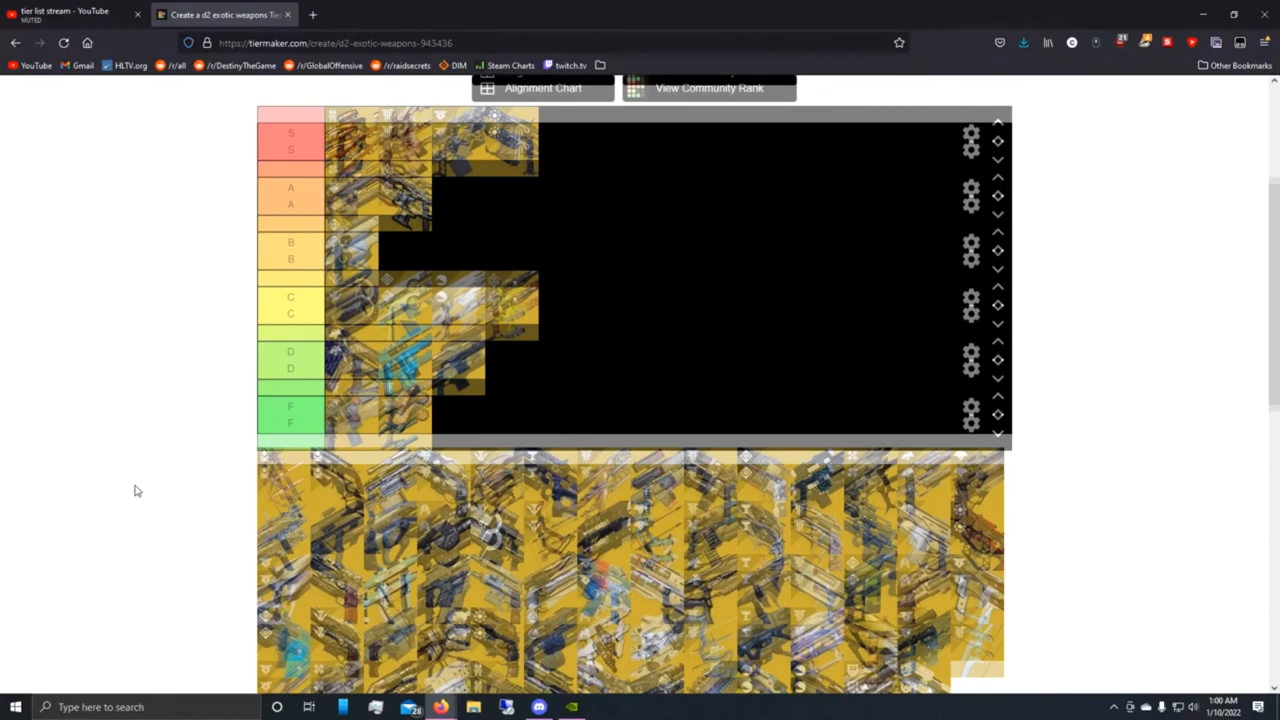 tier list stream - YouTube
MUTED
Create a d2 exotic weapons Tie
https://tiermaker.com/create/d2-exotic-weapons-943436
YouTube
Gmail
HLTV.org
/r/all
/r/DestinyTheGame
/r/GlobalOffensive
/r/raidsecrets
DIM
Steam Charts
twitch.tv
Other Bookmarks
21
Alignment Chart
View Community Rank
S
S
A
A
B
B
C
C
D
D
F
F
Type here to search
28
1:00 AM
1/10/2022